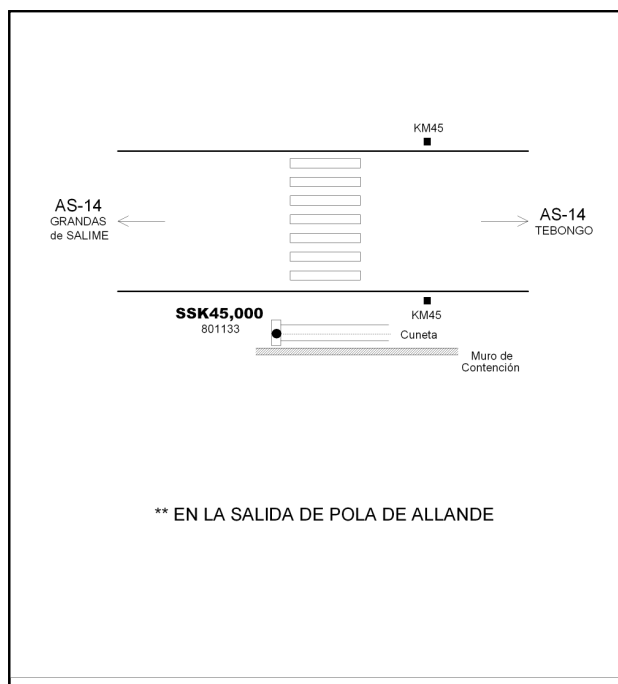 KM45
AS-14
GRANDAS
de SALIME
AS-14
TEBONGO
SSK45,000
801133
KM45
Cuneta
Muro de
Contención
** EN LA SALIDA DE POLA DE ALLANDE